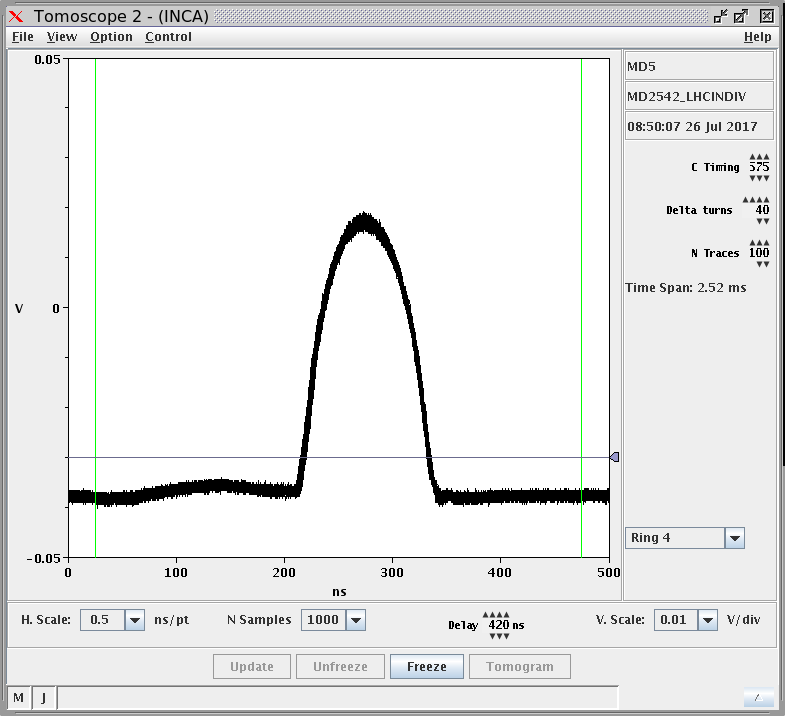 Tomoscope 2 - (INCA)
File View Option Control Help
0.05
V 0
-0.05
0 100 200 300 400 500
ns
MD5
MD2542_LHCINDIV
08:50:07 26 Jul 2017
C Timing 575
Delta turns 40
N Traces 100
Time Span: 2.52 ms
Ring 4
H. Scale: 0.5 ns/pt N Samples 1000 Delay 420 ns V. Scale: 0.01 V/div
Update Unfreeze Freeze Tomogram
M J